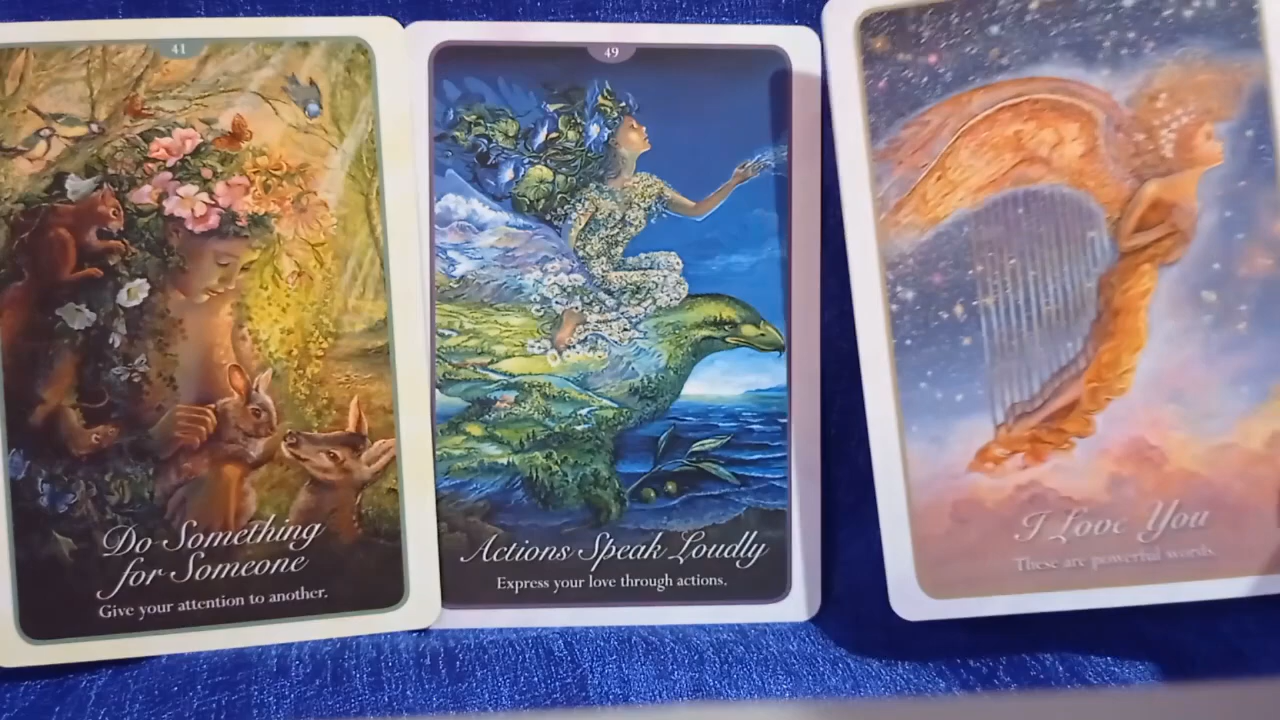 41
Do Something
for Someone
Give your attention to another.
49
Actions Speak Loudly
Express your love through actions.
I Love You
These are powerful words.